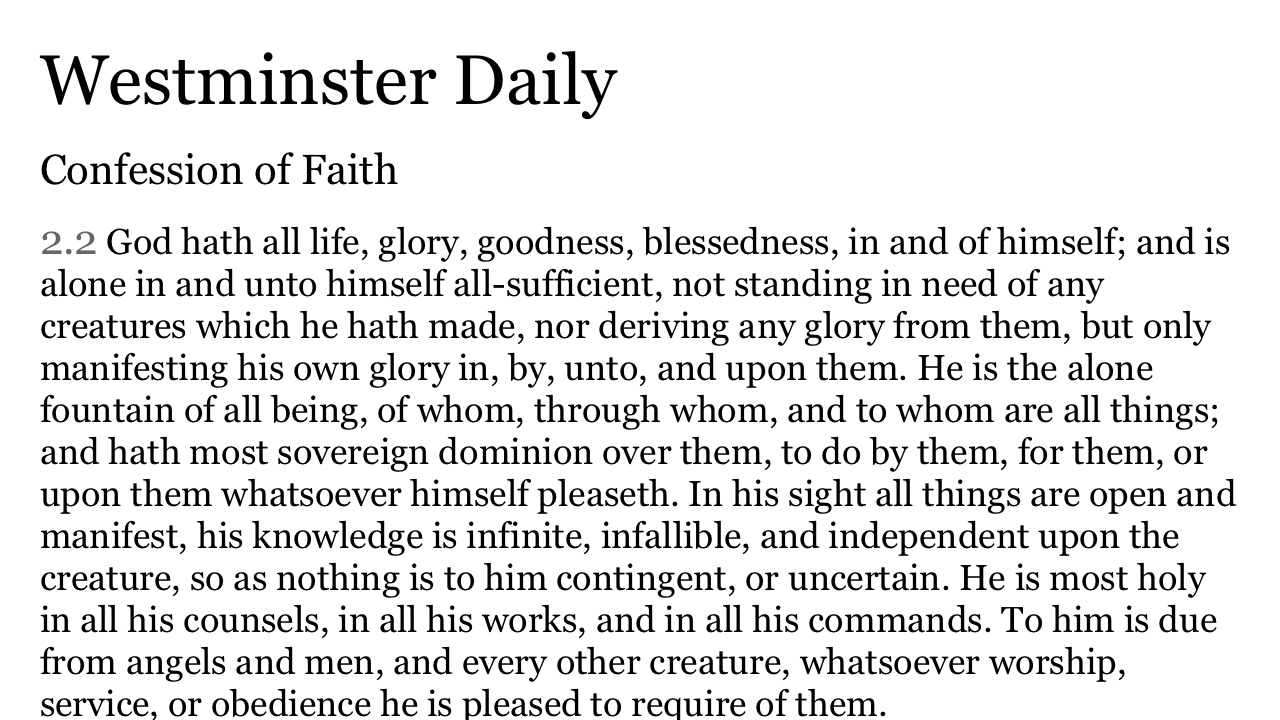 Westminster Daily
Confession of Faith
2.2 God hath all life, glory, goodness, blessedness, in and of himself; and is
alone in and unto himself all-sufficient, not standing in need of any
creatures which he hath made, nor deriving any glory from them, but only
manifesting his own glory in, by, unto, and upon them. He is the alone
fountain of all being, of whom, through whom, and to whom are all things;
and hath most sovereign dominion over them, to do by them, for them, or
upon them whatsoever himself pleaseth. In his sight all things are open and
manifest, his knowledge is infinite, infallible, and independent upon the
creature, so as nothing is to him contingent, or uncertain. He is most holy
in all his counsels, in all his works, and in all his commands. To him is due
from angels and men, and every other creature, whatsoever worship,
service, or obedience he is pleased to require of them.